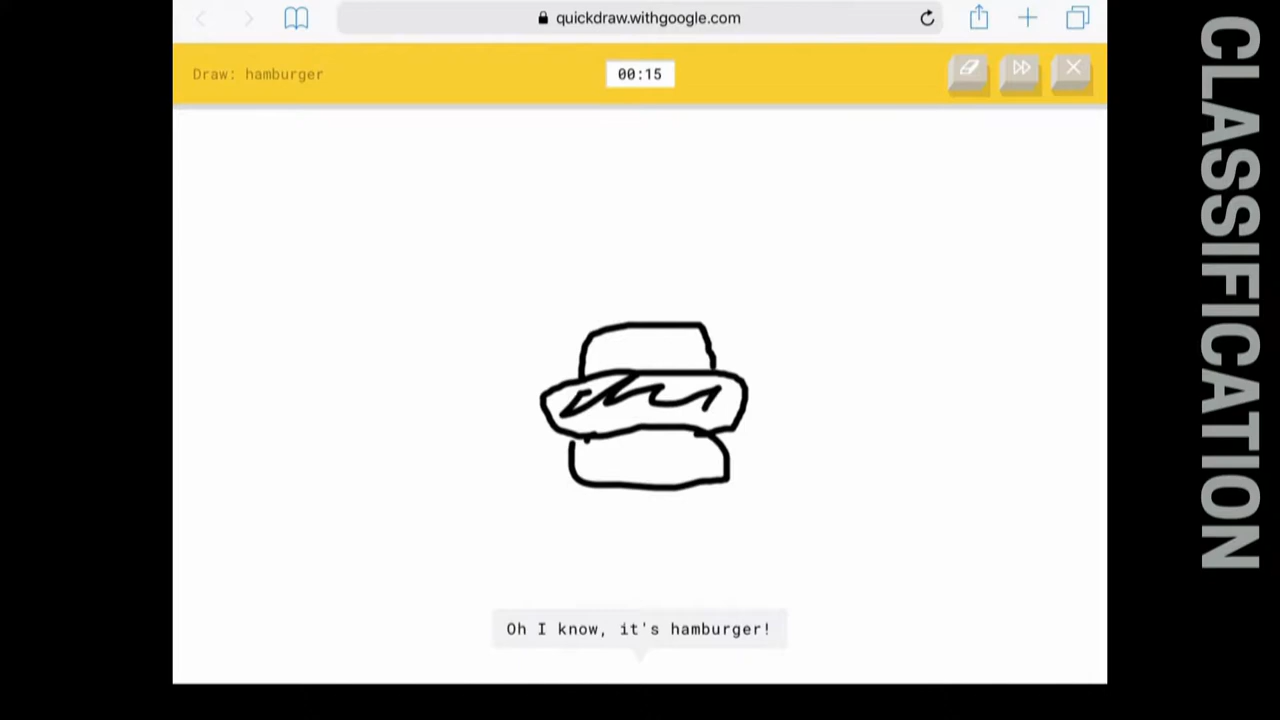 quickdraw.withgoogle.com
Draw: hamburger
00:15
Oh I know, it's hamburger!
CLASSIFICATION